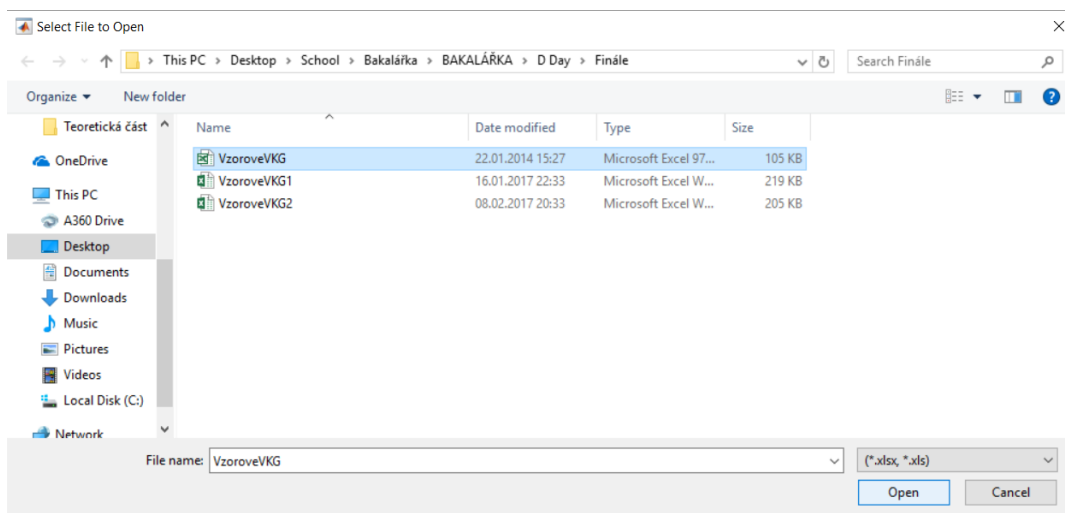 Select File to Open
This PC > Desktop > School > Bakalářka > BAKALÁŘKA > D Day > Finále
Search Finále
Organize
New folder
Name Date modified Type Size
Teoretická část
OneDrive
This PC
A360 Drive
Desktop
Documents
Downloads
Music
Pictures
Videos
Local Disk (C:)
Network
VzoroveVKG 22.01.2014 15:27 Microsoft Excel 97... 105 KB
VzoroveVKG1 16.01.2017 22:33 Microsoft Excel W... 219 KB
VzoroveVKG2 08.02.2017 20:33 Microsoft Excel W... 205 KB
File name: VzoroveVKG
(*.xlsx, *.xls)
Open
Cancel